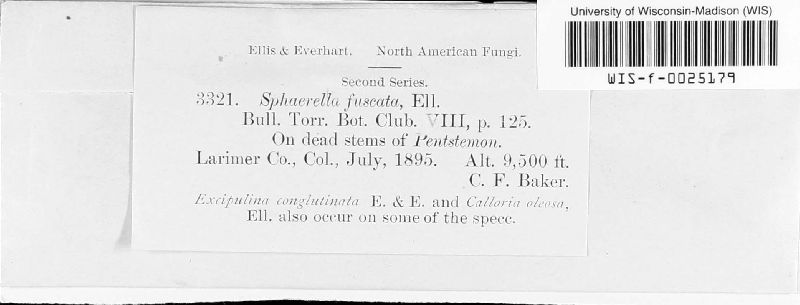 University of Wisconsin-Madison (WIS)
WIS-f-0025179
Ellis & Everhart. North American Fungi.
Second Series.
3321. Sphaerella fuscata, Ell.
Bull. Torr. Bot. Club. VIII, p. 125.
On dead stems of Pentstemon.
Larimer Co., Col., July, 1895. Alt. 9,500 ft.
C. F. Baker.
Excipulina conglutinata E. & E. and Calloria oleosa,
Ell. also occur on some of the specc.